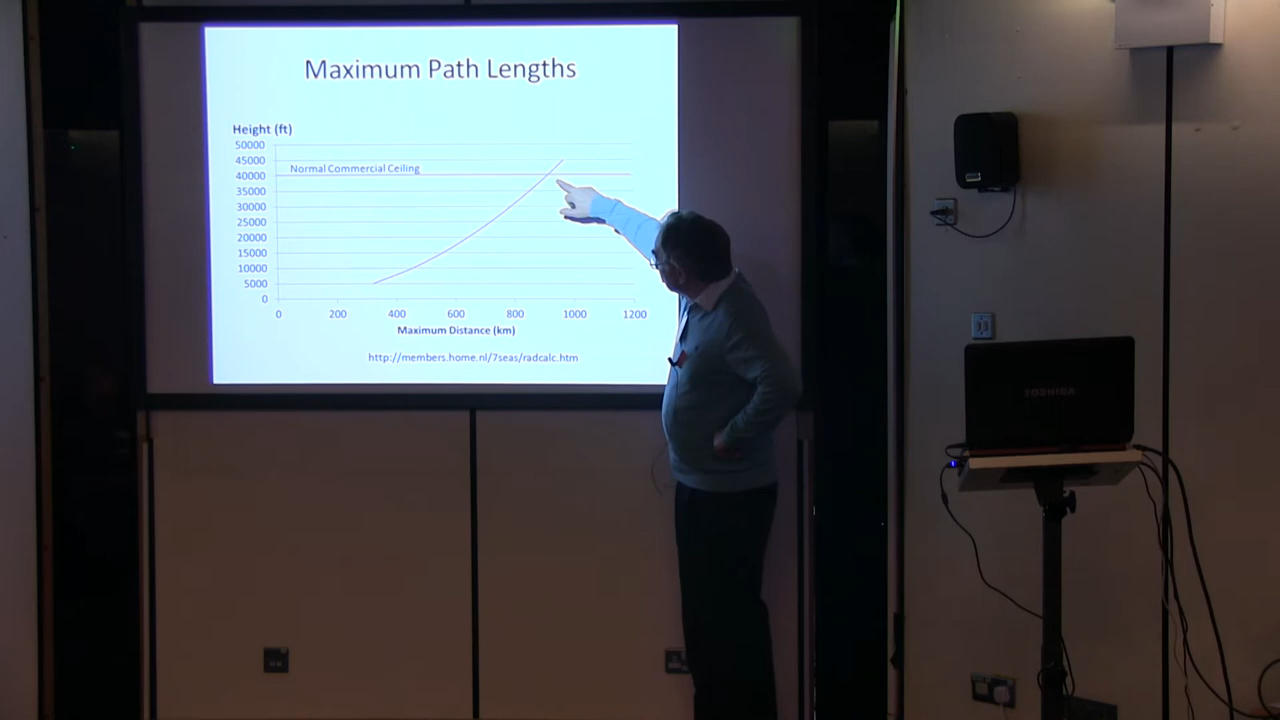 Maximum Path Lengths
Height (ft)
50000
45000
Normal Commercial Ceiling
40000
35000
30000
25000
20000
15000
10000
5000
0
0 200 400 600 800 1000 1200
Maximum Distance (km)
http://members.home.nl/7seas/radcalc.htm
TOSHIBA